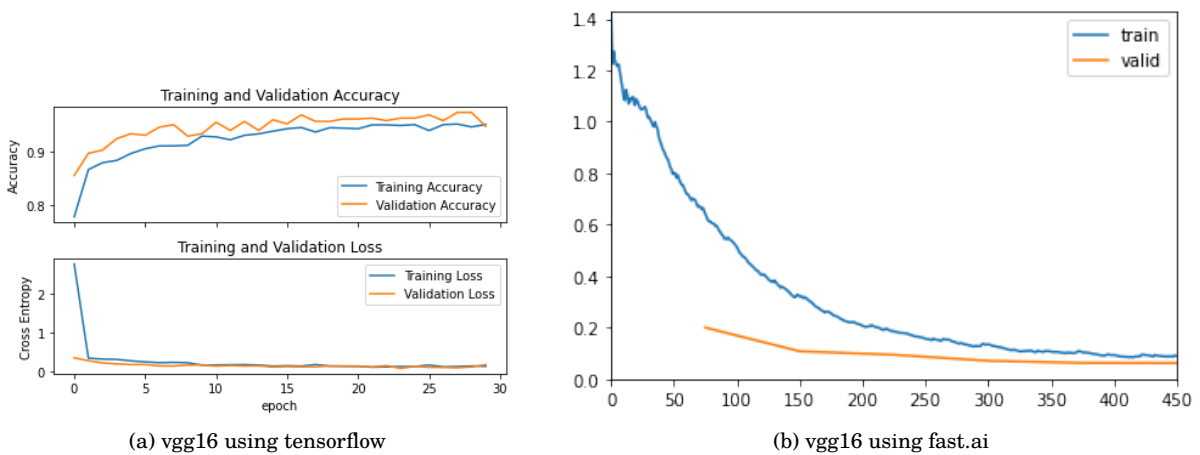 Training and Validation Accuracy
Accuracy
0.9
0.8
Training Accuracy
Validation Accuracy
Training and Validation Loss
Cross Entropy
2
1
0
Training Loss
Validation Loss
0 5 10 15 20 25 30
epoch
(a) vgg16 using tensorflow
1.4
1.2
1.0
0.8
0.6
0.4
0.2
0.0
train
valid
0 50 100 150 200 250 300 350 400 450
(b) vgg16 using fast.ai